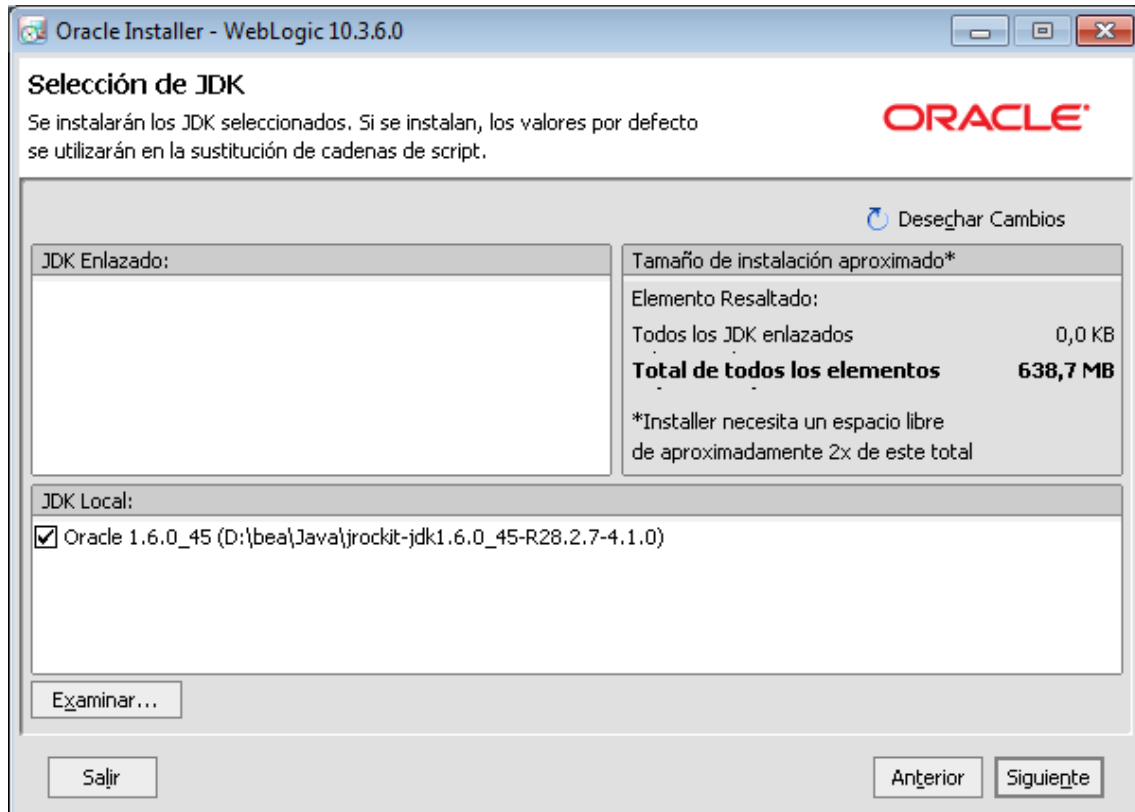 Oracle Installer - WebLogic 10.3.6.0
Selección de JDK
Se instalarán los JDK seleccionados. Si se instalan, los valores por defecto
se utilizarán en la sustitución de cadenas de script.
ORACLE
Desechar Cambios
JDK Enlazado:
Tamaño de instalación aproximado*
Elemento Resaltado:
Todos los JDK enlazados 0,0 KB
Total de todos los elementos 638,7 MB
*Installer necesita un espacio libre
de aproximadamente 2x de este total
JDK Local:
Oracle 1.6.0_45 (D:\bea\Java\jrockit-jdk1.6.0_45-R28.2.7-4.1.0)
Examinar...
Salir
Anterior
Siguiente